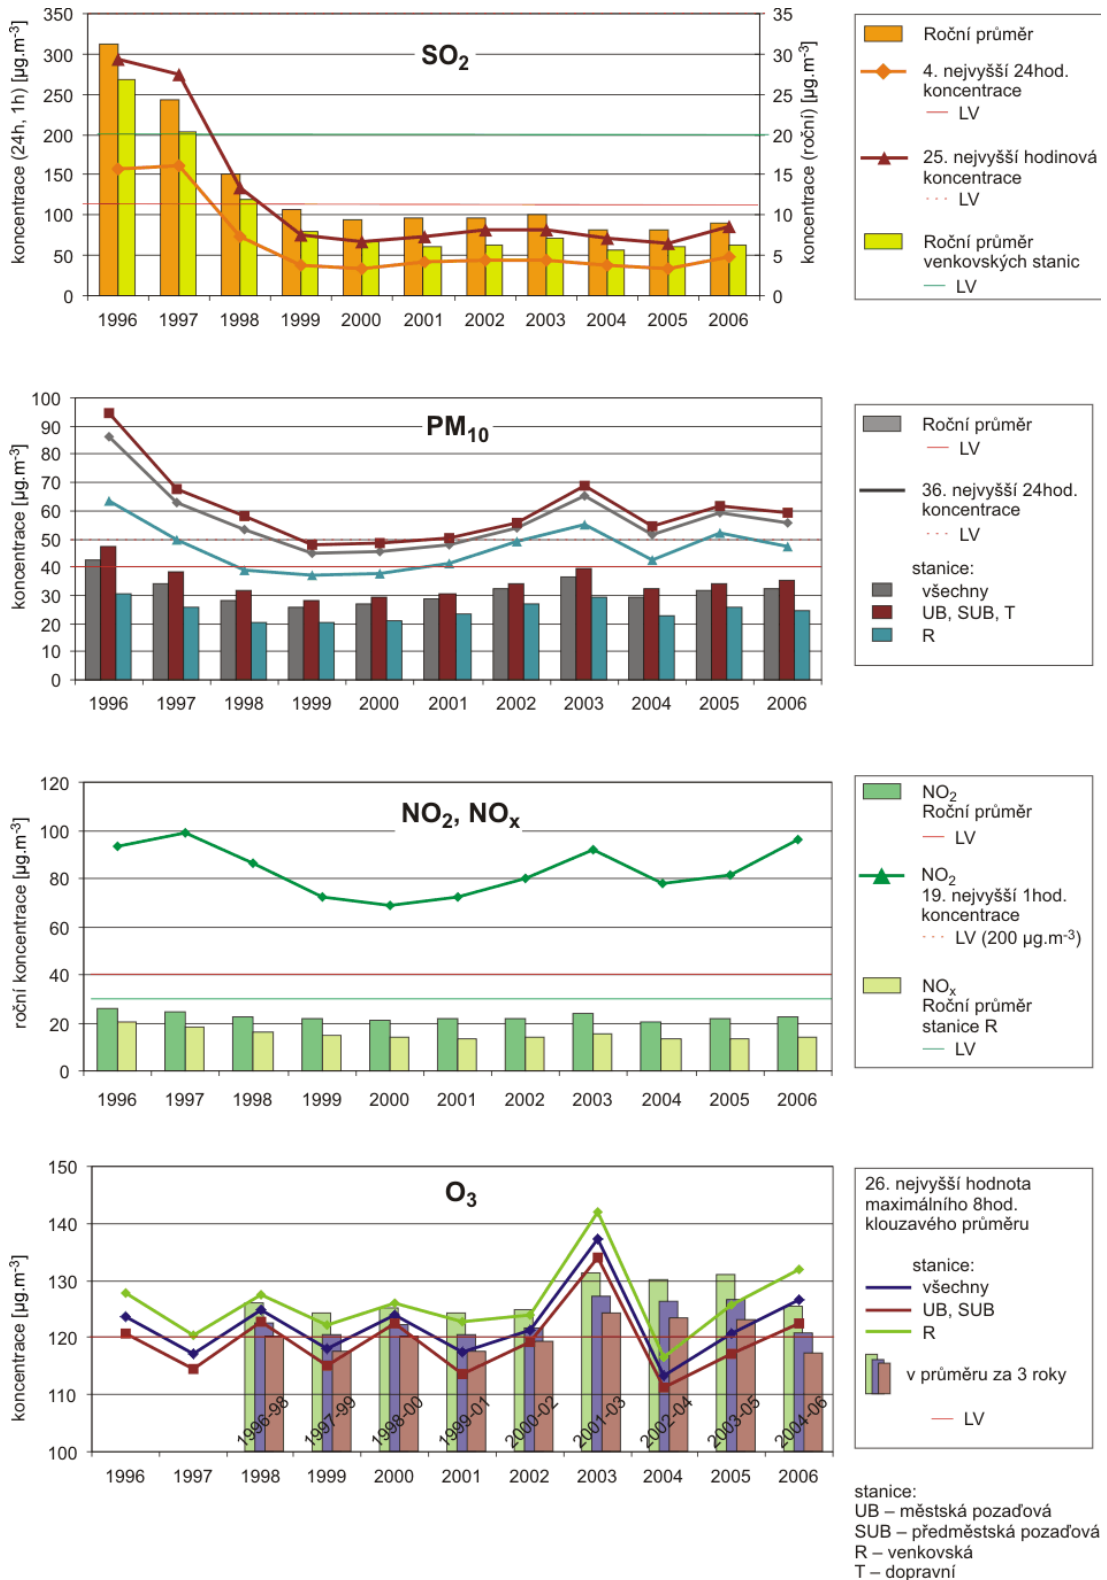 SO2
koncentrace (24h, 1h) [µg.m-3]
350
300
250
200
150
100
50
0
35
30
25
20
15
10
5
0
koncentrace (roční) [µg.m-3]
1996 1997 1998 1999 2000 2001 2002 2003 2004 2005 2006
Roční průměr
4. nejvyšší 24hod.
koncentrace
LV
25. nejvyšší hodinová
koncentrace
LV
Roční průměr
venkovských stanic
LV
PM10
koncentrace [µg.m-3]
100
90
80
70
60
50
40
30
20
10
0
1996 1997 1998 1999 2000 2001 2002 2003 2004 2005 2006
Roční průměr
LV
36. nejvyšší 24hod.
koncentrace
LV
stanice:
všechny
UB, SUB, T
R
NO2, NOx
roční koncentrace [µg.m-3]
120
100
80
60
40
20
0
1996 1997 1998 1999 2000 2001 2002 2003 2004 2005 2006
NO2
Roční průměr
LV
NO2
19. nejvyšší 1hod.
koncentrace
LV (200 µg.m-3)
NOx
Roční průměr
stanice R
LV
O3
koncentrace [µg.m-3]
150
140
130
120
110
100
1996-98 1997-99 1998-00 1999-01 2000-02 2001-03 2002-04 2003-05 2004-06
1996 1997 1998 1999 2000 2001 2002 2003 2004 2005 2006
26. nejvyšší hodnota
maximálního 8hod.
klouzavého průměru
stanice:
všechny
UB, SUB
R
v průměru za 3 roky
LV
stanice:
UB – městská pozaďová
SUB – předměstská pozaďová
R – venkovská
T – dopravní